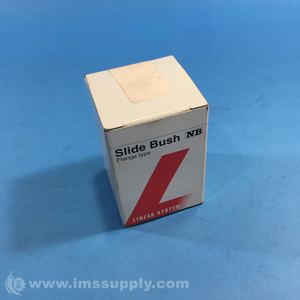 Slide Bush NB
Flange type
LINEAR SYSTEM
© www.imssupply.com